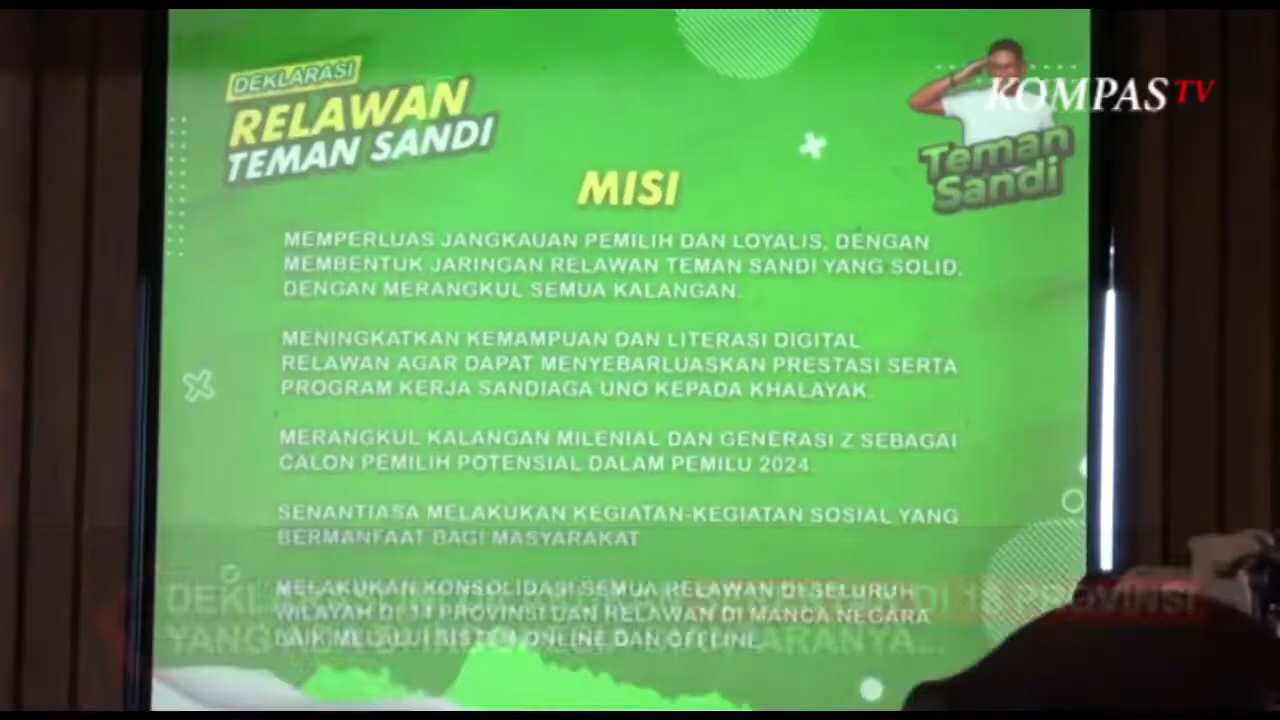 DEKLARASI
RELAWAN
TEMAN SANDI
KOMPAS TV
Teman
Sandi
MISI
MEMPERLUAS JANGKAUAN PEMILIH DAN LOYALIS, DENGAN
MEMBENTUK JARINGAN RELAWAN TEMAN SANDI YANG SOLID,
DENGAN MERANGKUL SEMUA KALANGAN.
MENINGKATKAN KEMAMPUAN DAN LITERASI DIGITAL
RELAWAN AGAR DAPAT MENYEBARLUASKAN PRESTASI SERTA
PROGRAM KERJA SANDIAGA UNO KEPADA KHALAYAK.
MERANGKUL KALANGAN MILENIAL DAN GENERASI Z SEBAGAI
CALON PEMILIH POTENSIAL DALAM PEMILU 2024.
SENANTIASA MELAKUKAN KEGIATAN-KEGIATAN SOSIAL YANG
BERMANFAAT BAGI MASYARAKAT
MELAKUKAN KONSOLIDASI SEMUA RELAWAN DI SELURUH
WILAYAH DI 34 PROVINSI DAN RELAWAN DI MANCA NEGARA
BAIK MELALUI SISTEM ONLINE DAN OFFLINE
PROVINSI
YANG